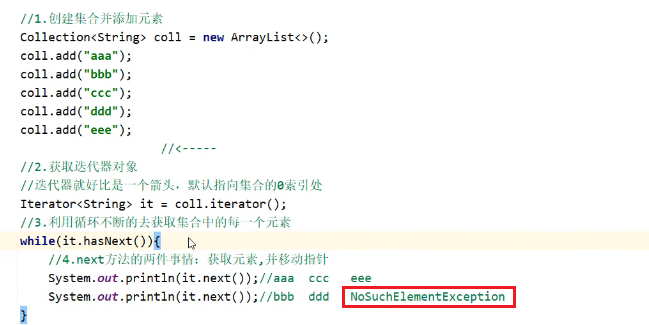 //1.创建集合并添加元素
Collection<String> coll = new ArrayList<>();
coll.add("aaa");
coll.add("bbb");
coll.add("ccc");
coll.add("ddd");
coll.add("eee");
//<-----
//2.获取迭代器对象
//迭代器就好比是一个箭头，默认指向集合的0索引处
Iterator<String> it = coll.iterator();
//3.利用循环不断的去获取集合中的每一个元素
while(it.hasNext()){
//4.next方法的两件事情：获取元素,并移动指针
System.out.println(it.next());//aaa ccc eee
System.out.println(it.next());//bbb ddd NoSuchElementException
}